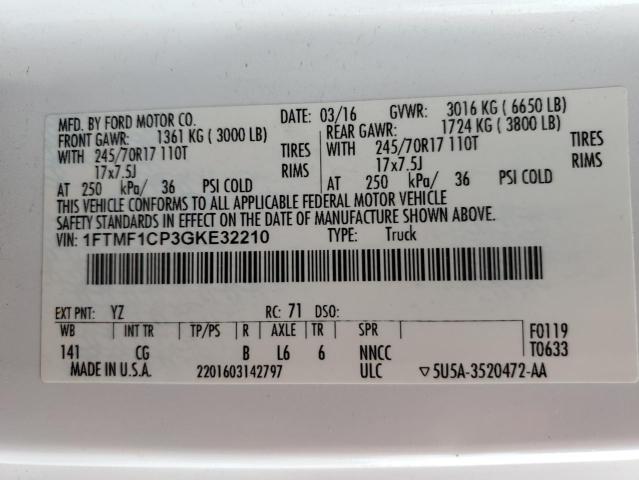 MFD. BY FORD MOTOR CO. DATE: 03/16 GVWR: 3016 KG ( 6650 LB)
FRONT GAWR: 1361 KG ( 3000 LB) REAR GAWR: 1724 KG ( 3800 LB)
WITH 245/70R17 110T TIRES WITH 245/70R17 110T TIRES
17x7.5J RIMS 17x7.5J RIMS
AT 250 kPa/ 36 PSI COLD AT 250 kPa/ 36 PSI COLD
THIS VEHICLE CONFORMS TO ALL APPLICABLE FEDERAL MOTOR VEHICLE
SAFETY STANDARDS IN EFFECT ON THE DATE OF MANUFACTURE SHOWN ABOVE.
VIN: 1FTMF1CP3GKE32210 TYPE: Truck
EXT PNT: YZ RC: 71 DSO:
WB INT TR TP/PS R AXLE TR SPR F0119
141 CG B L6 6 NNCC T0633
MADE IN U.S.A. 2201603142797 ULC ▽5U5A-3520472-AA